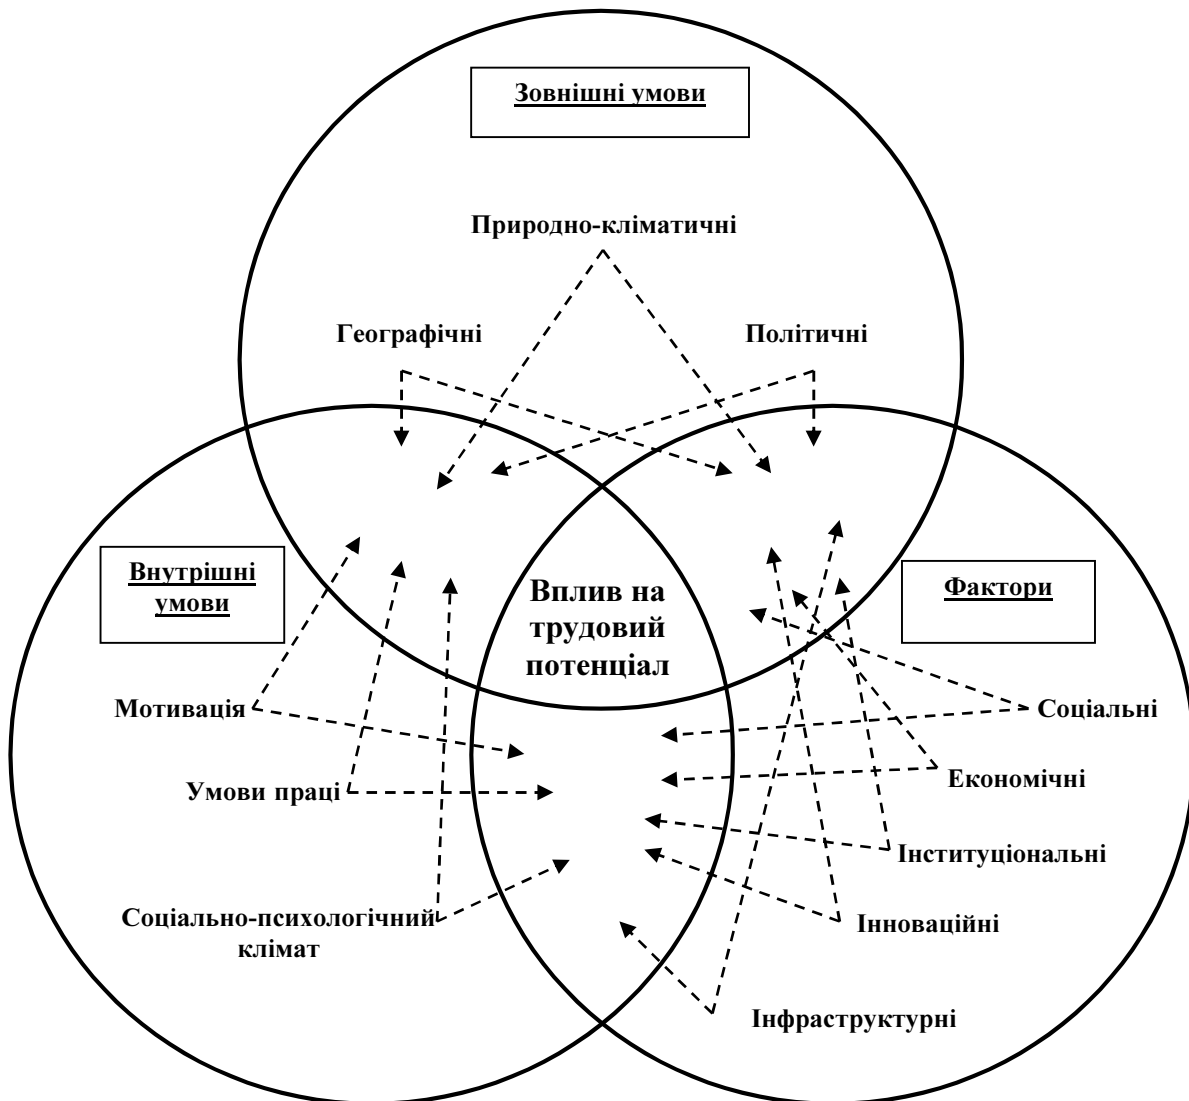 Зовнішні умови
Природно-кліматичні
Географічні
Політичні
Внутрішні
умови
Вплив на
трудовий
потенціал
Фактори
Мотивація
Соціальні
Умови праці
Економічні
Інституціональні
Соціально-психологічний
клімат
Інноваційні
Інфраструктурні